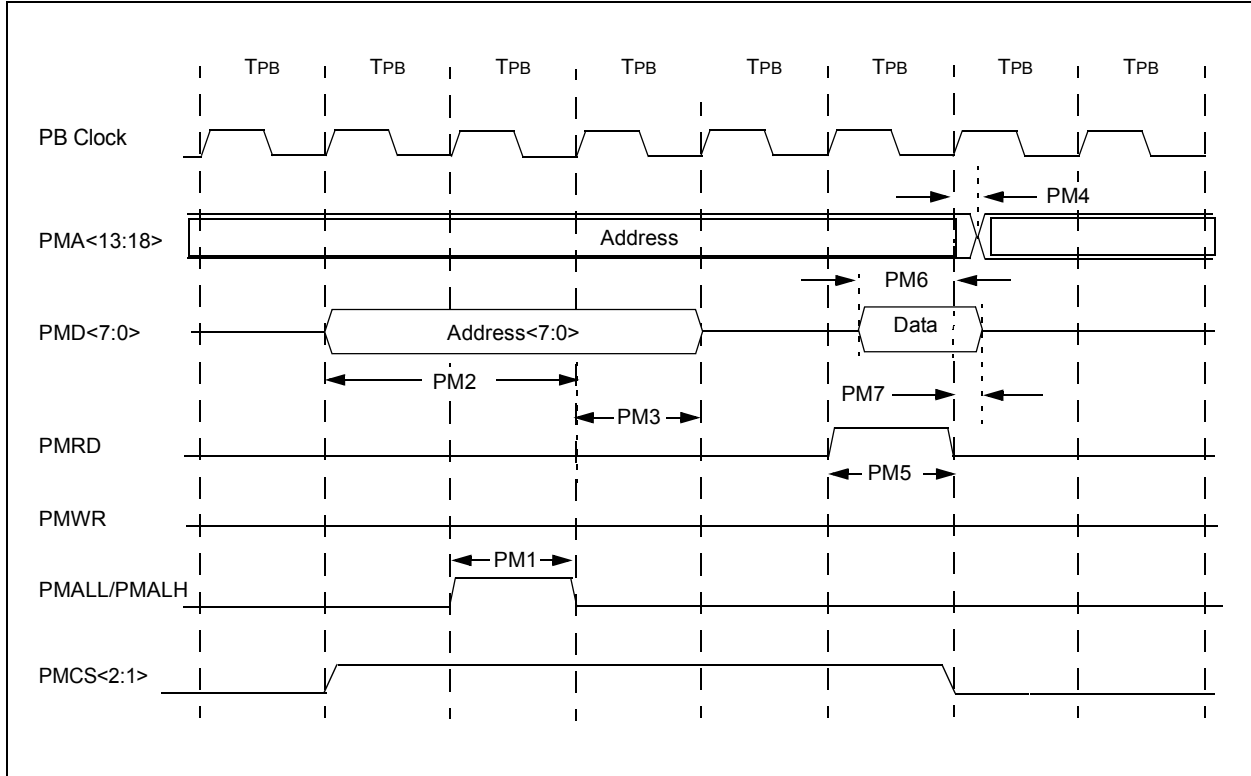 TPB TPB TPB TPB TPB TPB TPB TPB
PB Clock
PM4
PMA<13:18>
Address
PM6
PMD<7:0>
Address<7:0>
Data
PM2
PM7
PM3
PMRD
PM5
PMWR
PM1
PMALL/PMALH
PMCS<2:1>